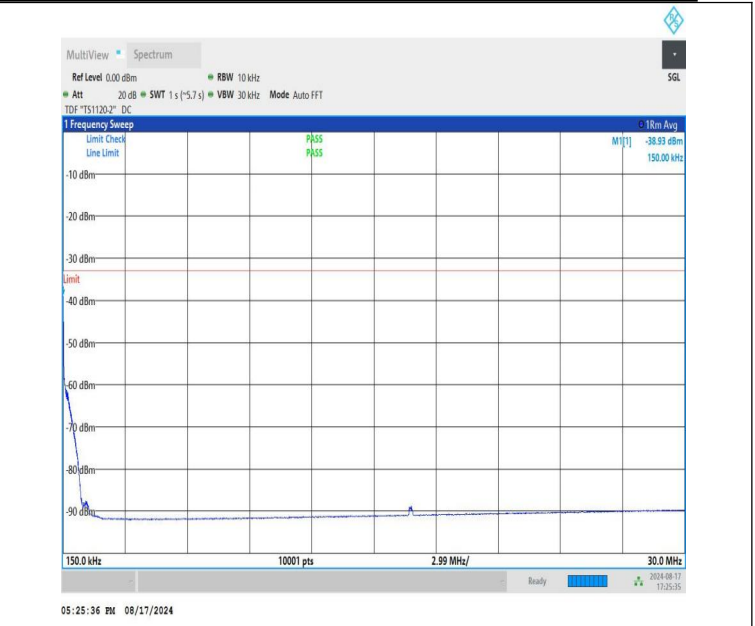 MultiView Spectrum
Ref Level 0.00 dBm RBW 10 kHz SGL
Att 20 dB SWT 1 s (~5.7 s) VBW 30 kHz Mode Auto FFT
TDF "TS1120-2" DC
1 Frequency Sweep 1Rm Avg
Limit Check PASS M1[1] -38.93 dBm
Line Limit PASS 150.00 kHz
-10 dBm
-20 dBm
-30 dBm
Limit
-40 dBm
-50 dBm
-60 dBm
-70 dBm
-80 dBm
-90 dBm
150.0 kHz 10001 pts 2.99 MHz/ 30.0 MHz
Ready 2024-08-17
17:25:35
05:25:36 PM 08/17/2024